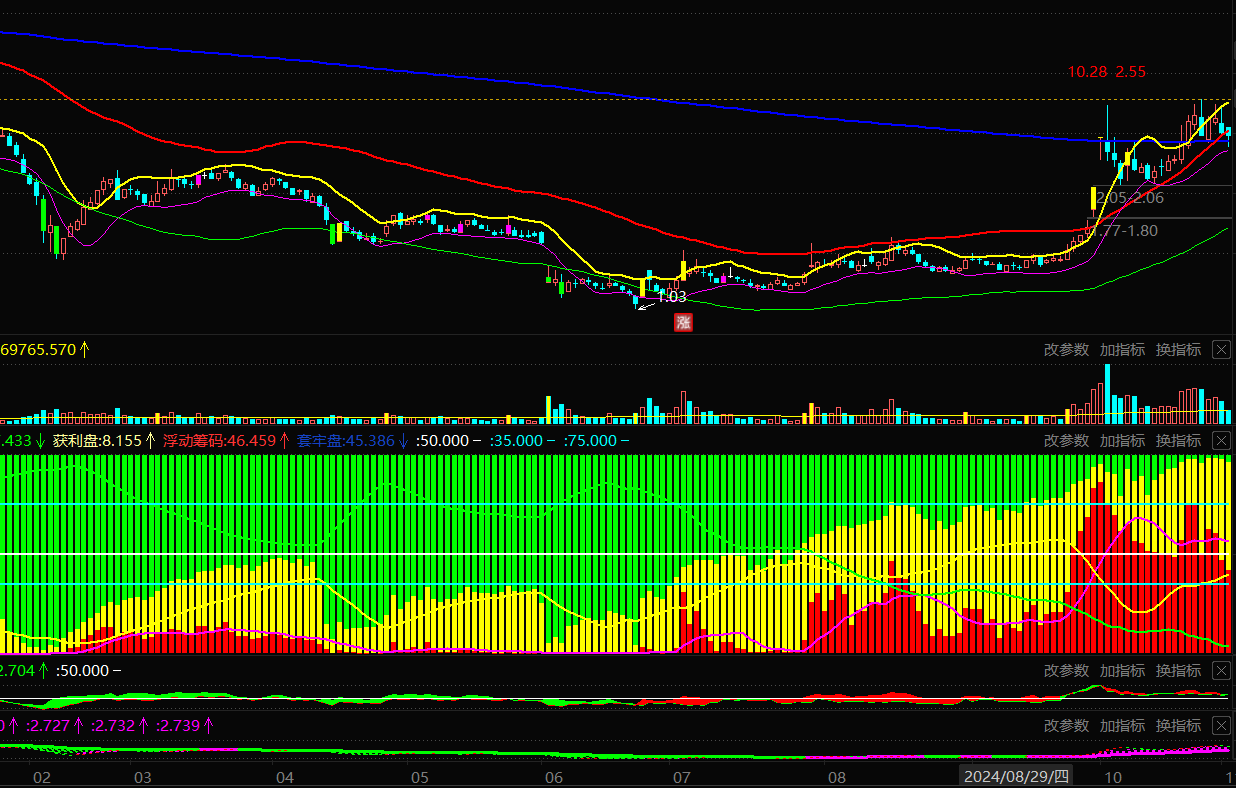 10.28-2.55
2.05-2.06
.77-1.80
1.03
涨
69765.570↑ 改参数 加指标 换指标
.433↓ 获利盘:8.155↑ 浮动筹码:46.459↑ 套牢盘:45.386↓ :50.000− :35.000− :75.000− 改参数 加指标 换指标
2.704↑ :50.000− 改参数 加指标 换指标
0↑ :2.727↑ :2.732↑ :2.739↑ 改参数 加指标 换指标
02 03 04 05 06 07 08 2024/08/29/四 10 1